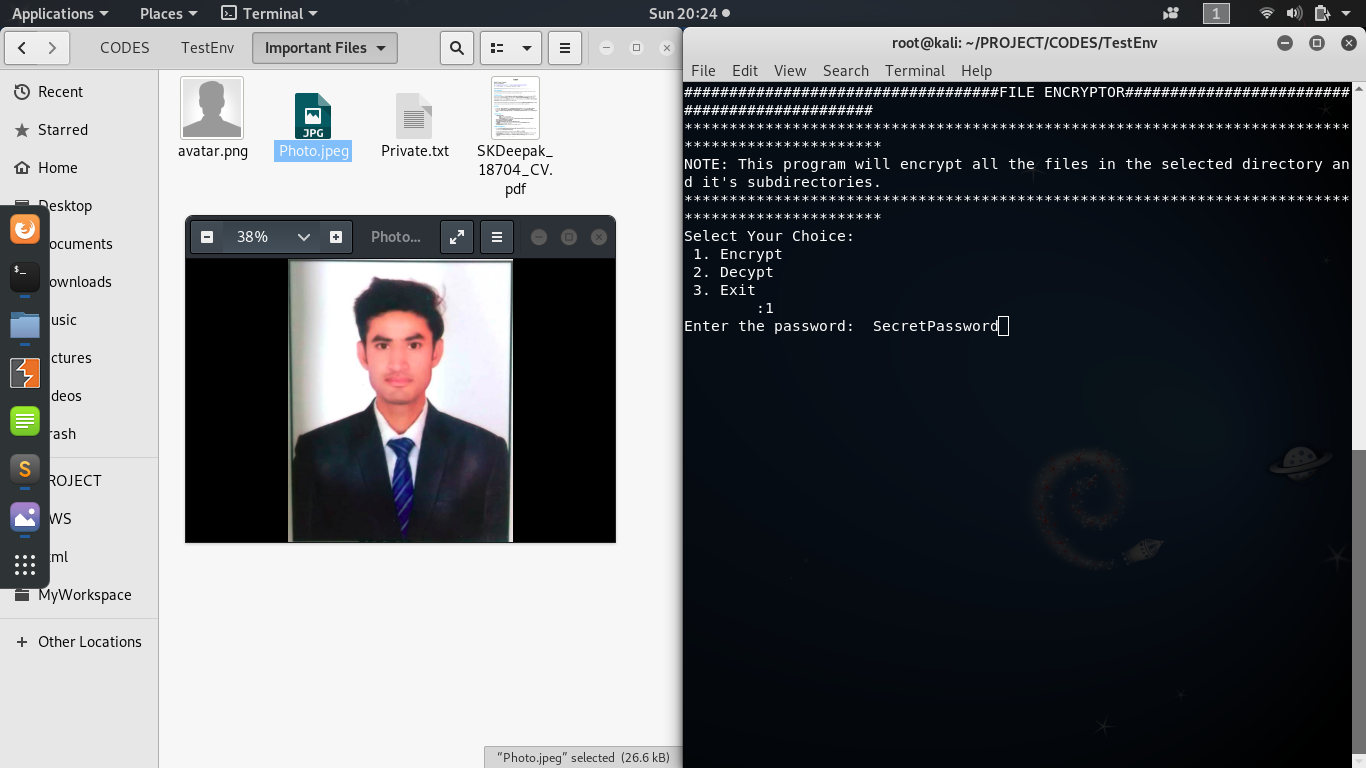 Applications Places Terminal Sun 20:24 1
CODES TestEnv Important Files
Recent
Starred
Home
Desktop
ocuments
ownloads
usic
ctures
deos
rash
ROJECT
WS
ml
MyWorkspace
+ Other Locations
avatar.png
JPG
Photo.jpeg
Private.txt
SKDeepak_
18704_CV.
pdf
38% Photo...
"Photo.jpeg" selected (26.6 kB)
root@kali: ~/PROJECT/CODES/TestEnv
File Edit View Search Terminal Help
###################################FILE ENCRYPTOR#########################
#####################
**************************************************************************
**********************
NOTE: This program will encrypt all the files in the selected directory an
d it's subdirectories.
**************************************************************************
**********************
Select Your Choice:
1. Encrypt
2. Decypt
3. Exit
:1
Enter the password: SecretPassword